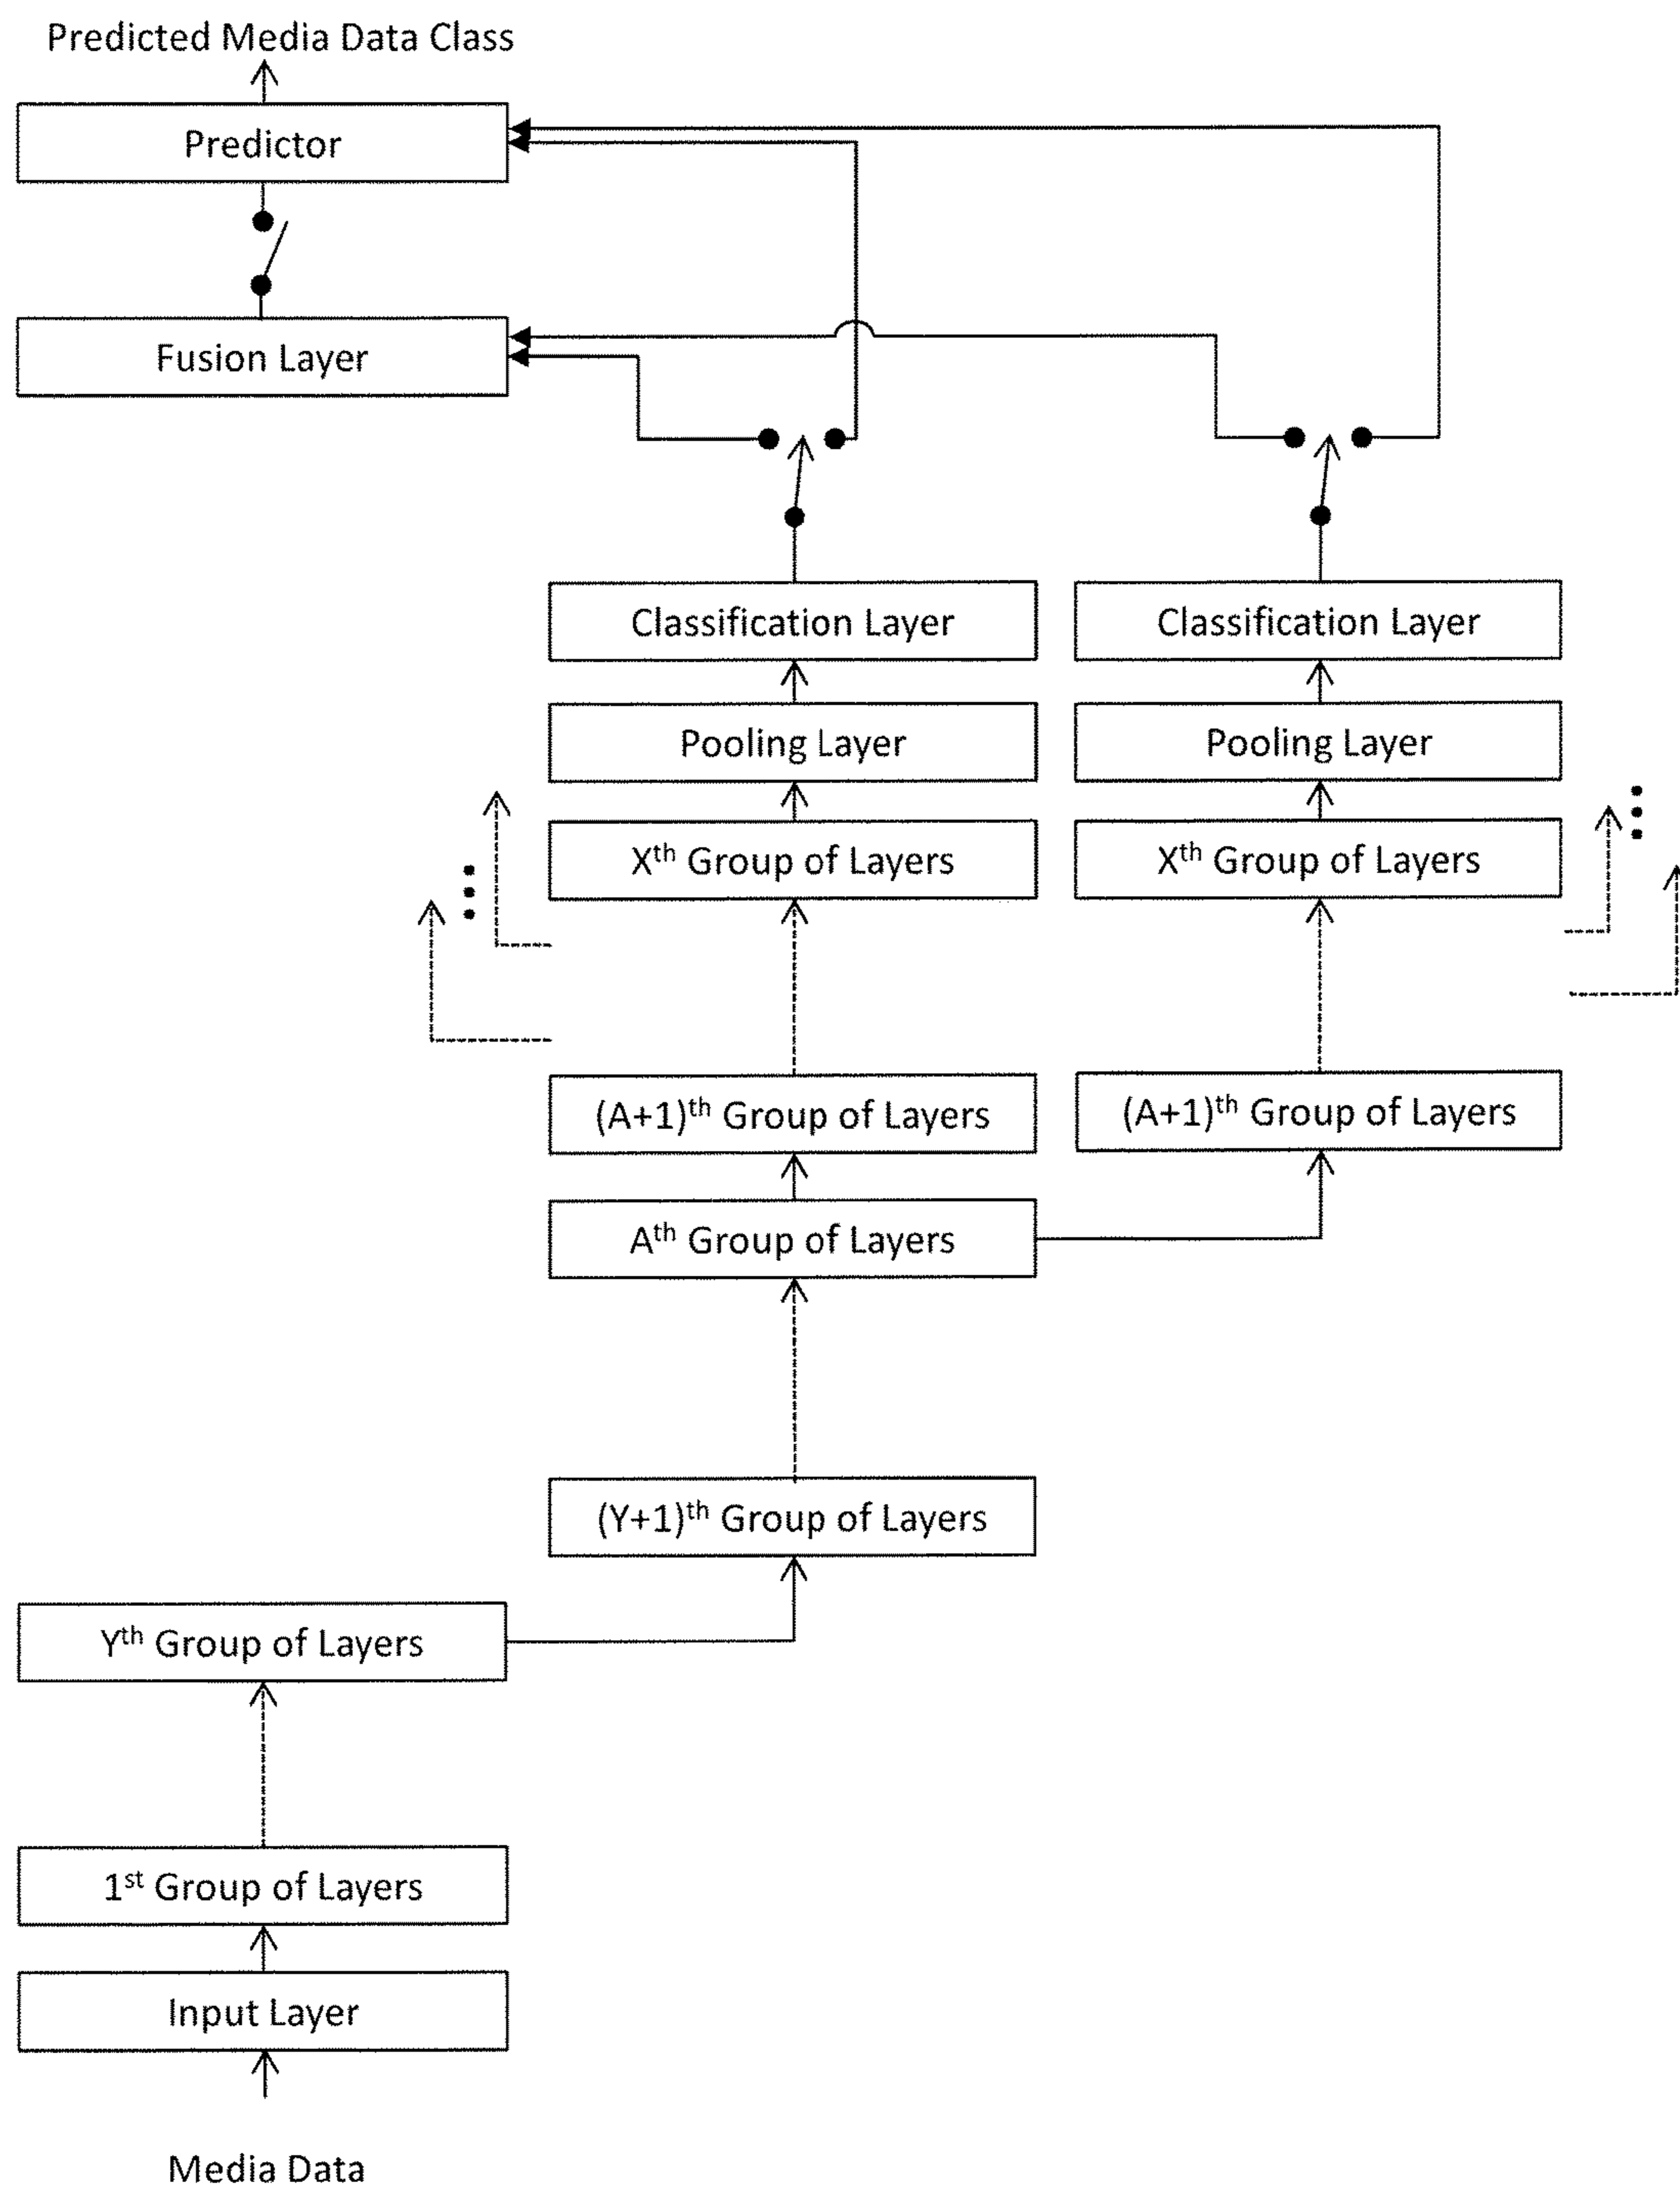 Predicted Media Data Class
Predictor
Fusion Layer
Classification Layer
Classification Layer
Pooling Layer
Pooling Layer
Xth Group of Layers
Xth Group of Layers
(A+1)th Group of Layers
(A+1)th Group of Layers
Ath Group of Layers
(Y+1)th Group of Layers
Yth Group of Layers
1st Group of Layers
Input Layer
Media Data